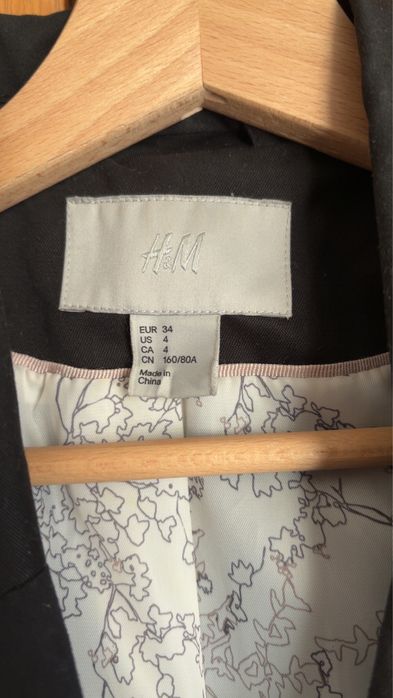 H&M
EUR 34
US 4
CA 4
CN 160/80A
Made in
China